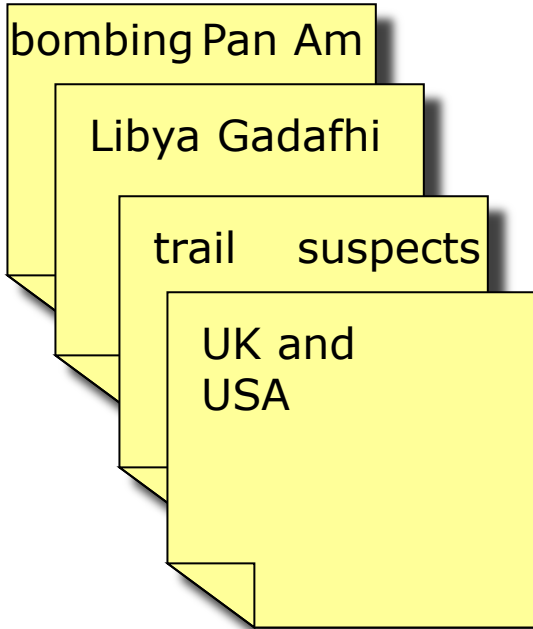 bombing Pan Am
Libya Gadafhi
trail suspects
UK and
USA